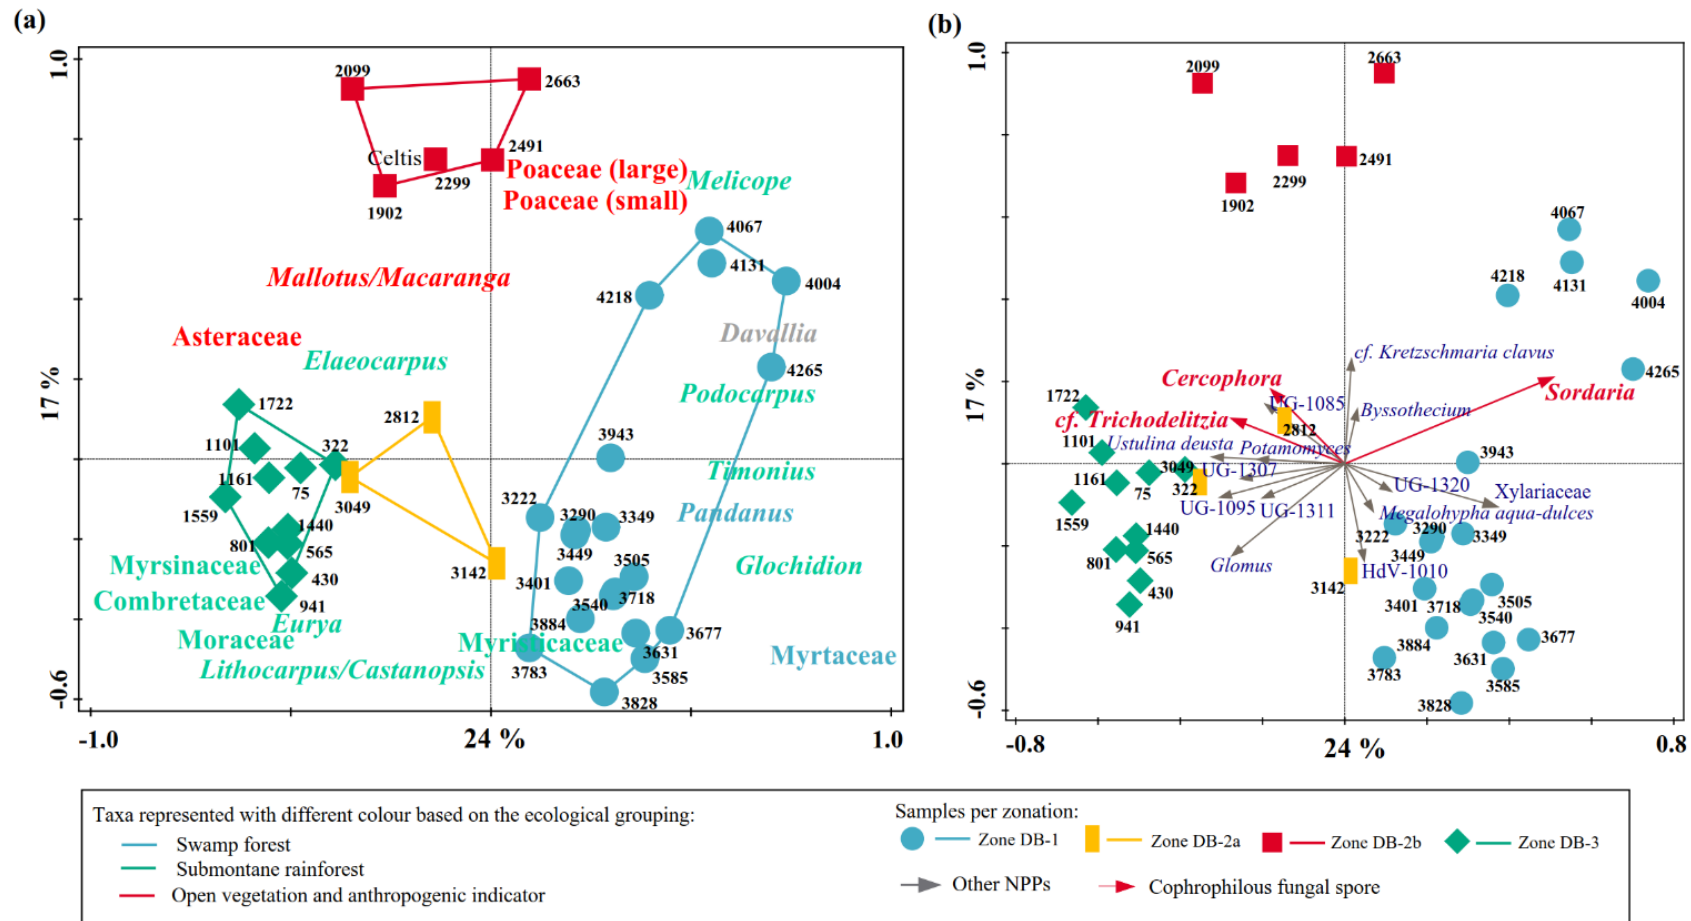 (a)
(b)
1.0
17 %
-0.6
2099
2663
Celtis
2299
2491
1902
Poaceae (large)
Poaceae (small)
Melicope
4067
4131
4004
4218
Mallotus/Macaranga
Davallia
Asteraceae
Elaeocarpus
4265
Podocarpus
1722
2812
1101
322
3943
1161
75
Timonius
3049
1559
3222
Pandanus
3290
3349
1440
3449
801
565
3505
Myrsinaceae
3142
3401
Glochidion
430
3718
Combretaceae
3540
941
Eurya
3884
Moraceae
Myristicaceae
3677
3631
Myrtaceae
Lithocarpus/Castanopsis
3783
3585
3828
-1.0
24 %
1.0
1.0
17 %
-0.6
2099
2663
2491
2299
1902
4067
4218
4131
4004
cf. Kretzschmaria clavus
4265
Cercophora
Sordaria
1722
UG-1085
Byssothecium
cf. Trichodelitzia
2812
1101
Ustulina deusta
Potamomyces
3943
1161
75
3049
322
UG-1307
UG-1320
Xylariaceae
1559
UG-1095
UG-1311
Megalohypha aqua-dulces
1440
3222
3290
3349
3449
801
565
Glomus
HdV-1010
430
3142
3401
3718
3505
3540
941
3884
3677
3783
3631
3585
3828
-0.8
24 %
0.8
Taxa represented with different colour based on the ecological grouping:
Swamp forest
Submontane rainforest
Open vegetation and anthropogenic indicator
Samples per zonation:
Zone DB-1
Zone DB-2a
Zone DB-2b
Zone DB-3
Other NPPs
Cophrophilous fungal spore